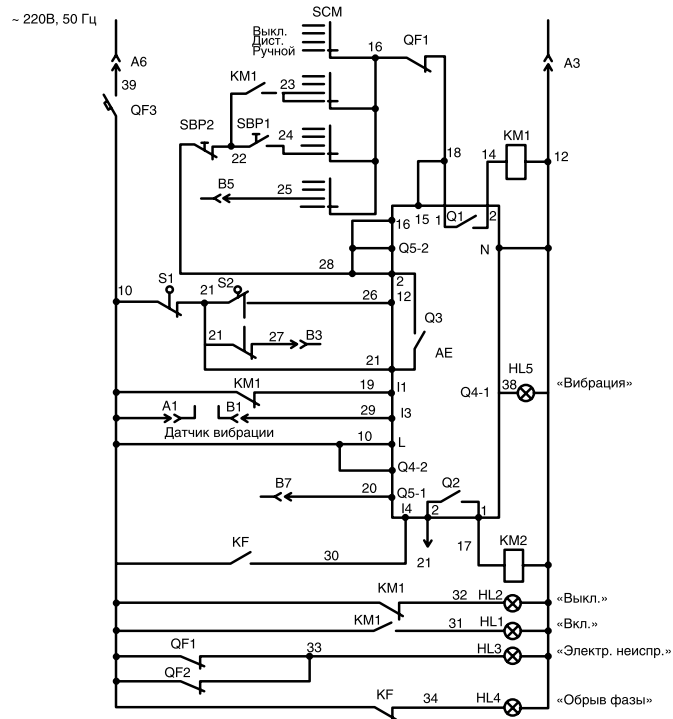 ~ 220В, 50 Гц
SCM
Выкл.
Дист.
Ручной
16
QF1
A6
A3
39
KM1
23
QF3
SBP2
SBP1
24
KM1
22
18
14
12
B5
25
15
1
Q1
2
16
Q5-2
N
28
2
S1
10
21
S2
26
12
Q3
21
27
B3
AE
21
HL5
KM1
19
I1
Q4-1
38
«Вибрация»
A1
B1
29
I3
Датчик вибрации
10
L
Q4-2
B7
20
Q5-1
Q2
I4
2
1
KF
30
21
17
KM2
KM1
32
HL2
«Выкл.»
KM1
31
HL1
«Вкл.»
QF1
33
HL3
«Электр. неиспр.»
QF2
KF
34
HL4
«Обрыв фазы»